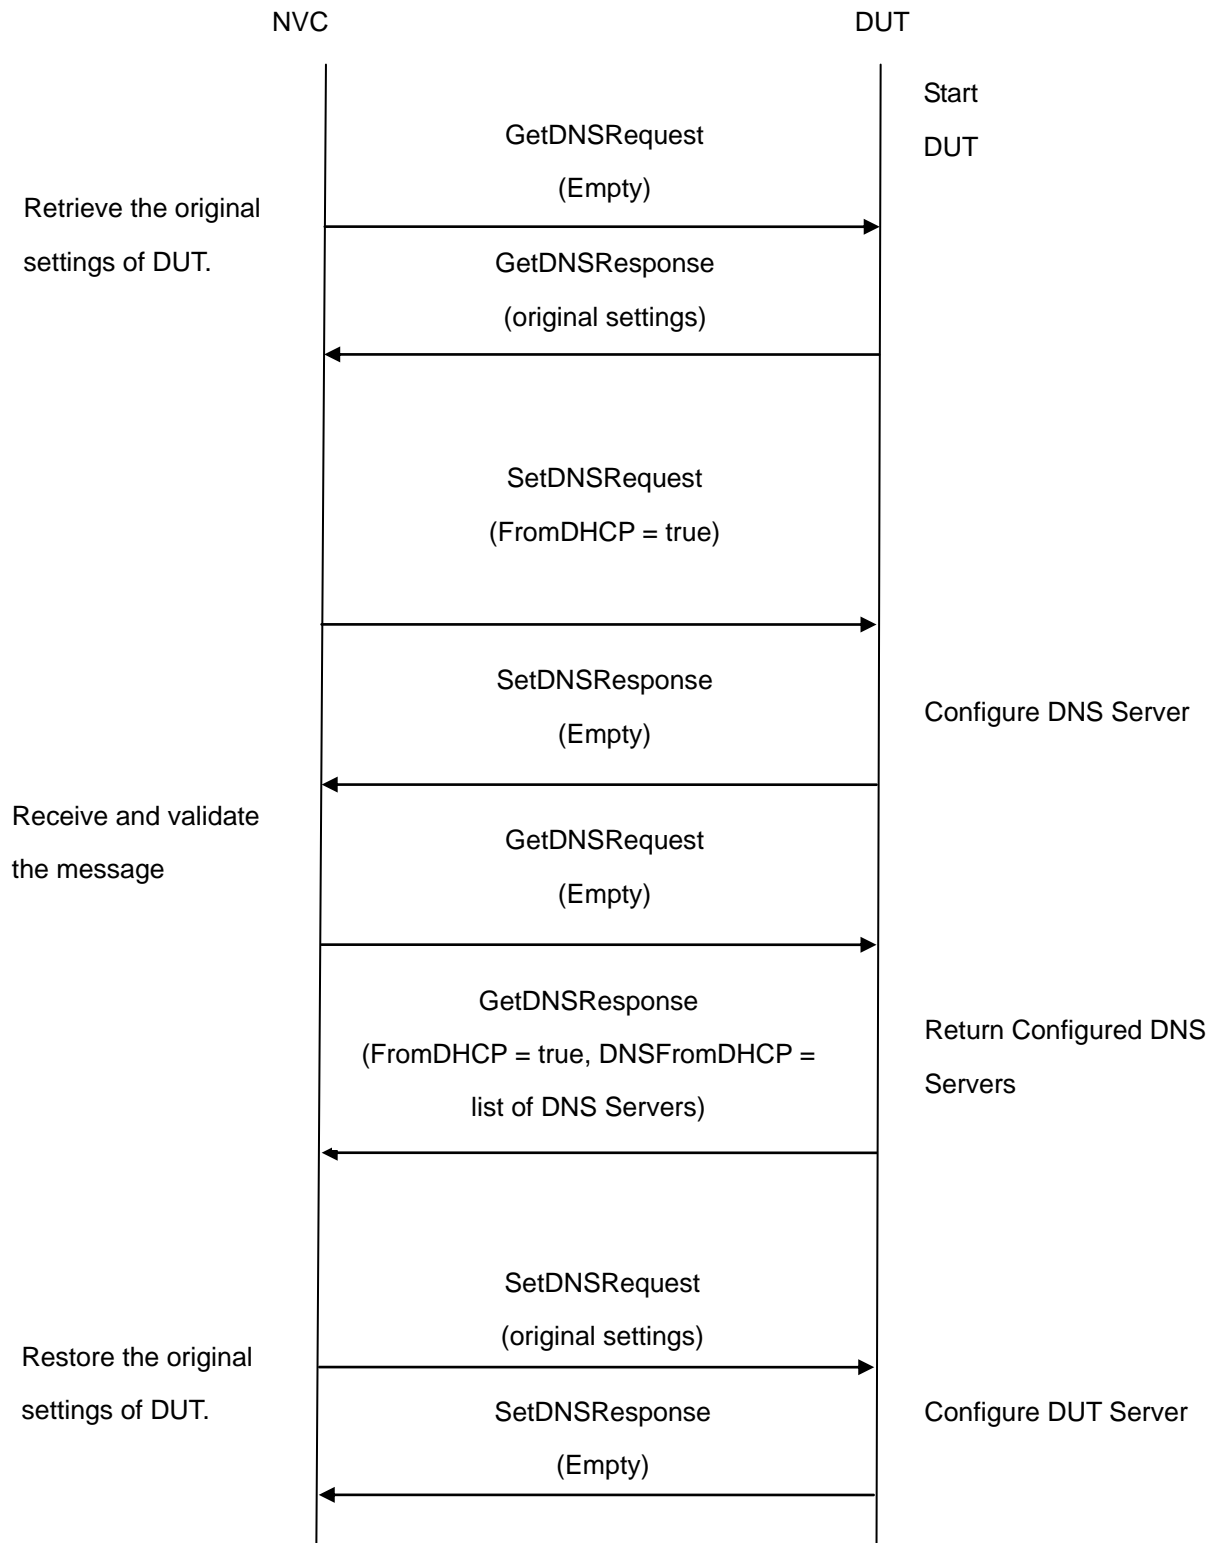 NVC
DUT
Start
DUT
GetDNSRequest
(Empty)
Retrieve the original
settings of DUT.
GetDNSResponse
(original settings)
SetDNSRequest
(FromDHCP = true)
SetDNSResponse
(Empty)
Configure DNS Server
Receive and validate
the message
GetDNSRequest
(Empty)
GetDNSResponse
(FromDHCP = true, DNSFromDHCP =
list of DNS Servers)
Return Configured DNS
Servers
SetDNSRequest
(original settings)
Restore the original
settings of DUT.
SetDNSResponse
(Empty)
Configure DUT Server